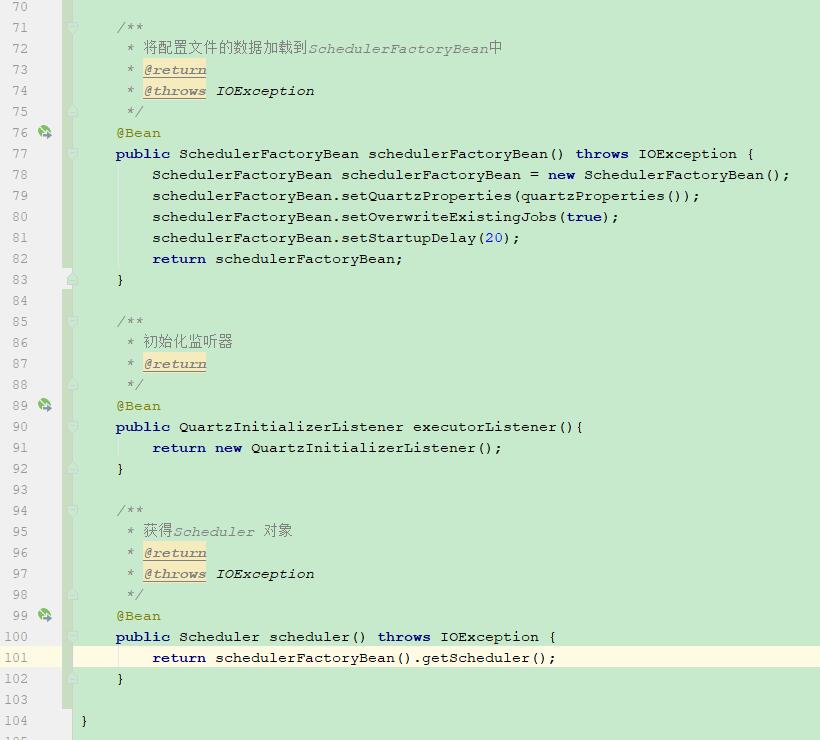 70
71 /**
72 * 将配置文件的数据加载到SchedulerFactoryBean中
73 * @return
74 * @throws IOException
75 */
76 @Bean
77 public SchedulerFactoryBean schedulerFactoryBean() throws IOException {
78 SchedulerFactoryBean schedulerFactoryBean = new SchedulerFactoryBean();
79 schedulerFactoryBean.setQuartzProperties(quartzProperties());
80 schedulerFactoryBean.setOverwriteExistingJobs(true);
81 schedulerFactoryBean.setStartupDelay(20);
82 return schedulerFactoryBean;
83 }
84
85 /**
86 * 初始化监听器
87 * @return
88 */
89 @Bean
90 public QuartzInitializerListener executorListener(){
91 return new QuartzInitializerListener();
92 }
93
94 /**
95 * 获得Scheduler 对象
96 * @return
97 * @throws IOException
98 */
99 @Bean
100 public Scheduler scheduler() throws IOException {
101 return schedulerFactoryBean().getScheduler();
102 }
103
104 }